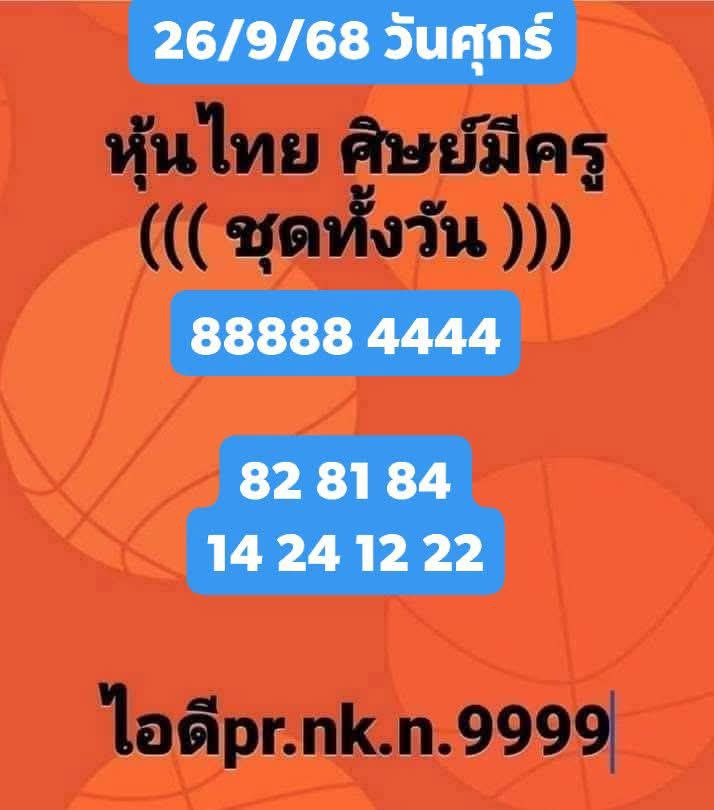 26/9/68 วันศุกร์
หุ้นไทย ศิษย์มีครู
((( ชุดทั้งวัน )))
88888 4444
82 81 84
14 24 12 22
ไอดีpr.nk.n.9999